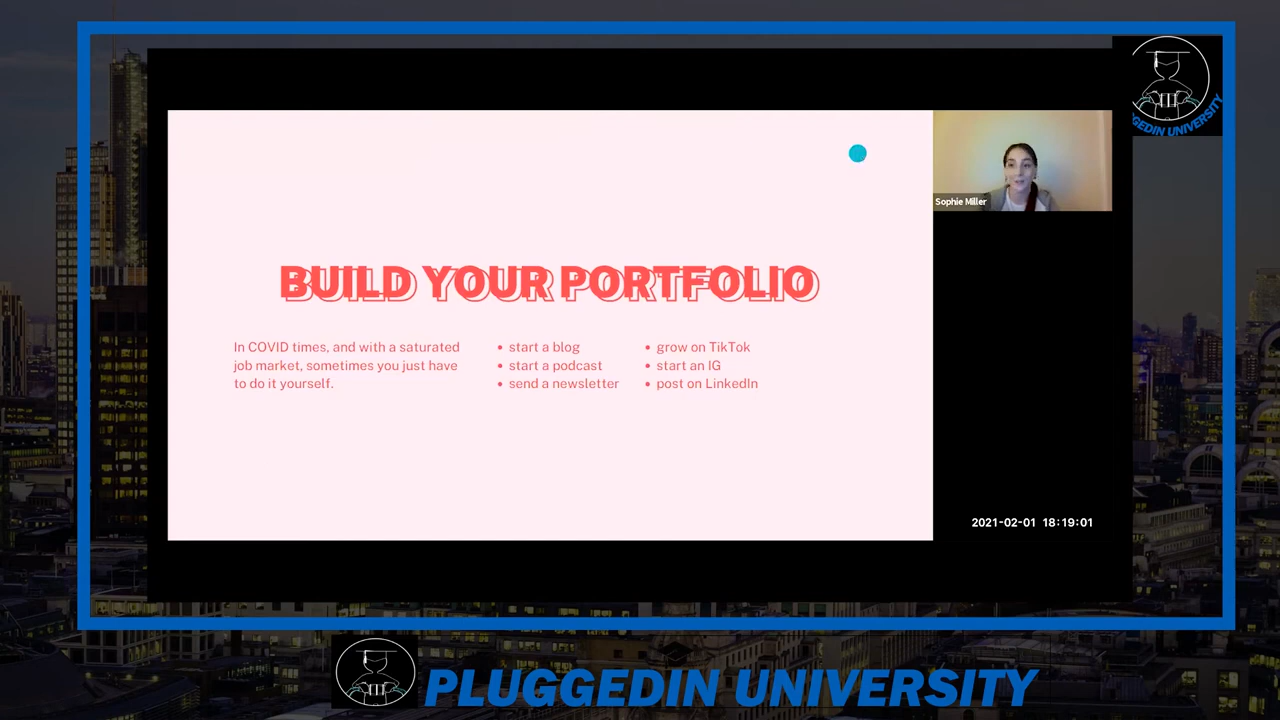 GGEDIN UNIVERSITY
Sophie Miller
BUILD YOUR PORTFOLIO
In COVID times, and with a saturated
job market, sometimes you just have
to do it yourself.
• start a blog
• start a podcast
• send a newsletter
• grow on TikTok
• start an IG
• post on LinkedIn
2021-02-01 18:19:01
PLUGGEDIN UNIVERSITY